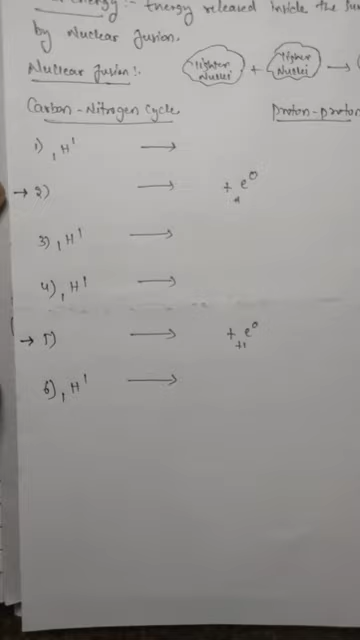 Energy :- Energy released inside the Sun
by Nuclear fusion.
Nuclear fusion :. Lighter Nuclei + Lighter Nuclei →
Carbon-Nitrogen Cycle Proton-proton
1) ₁H¹ →
→ 2) → + e⁰
3) ₁H¹ →
4) ₁H¹ →
→ 5) → + ₊₁e⁰
6) ₁H¹ →